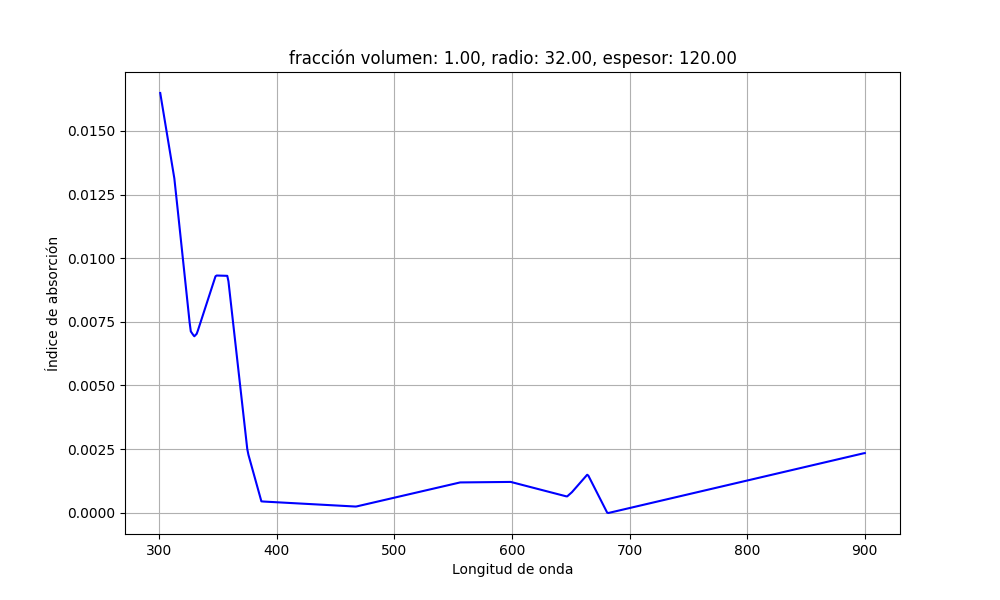 fracción volumen: 1.00, radio: 32.00, espesor: 120.00
0.0150
0.0125
0.0100
0.0075
0.0050
0.0025
0.0000
Índice de absorción
300 400 500 600 700 800 900
Longitud de onda